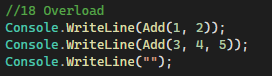 //18 Overload
Console.WriteLine(Add(1, 2));
Console.WriteLine(Add(3, 4, 5));
Console.WriteLine("");